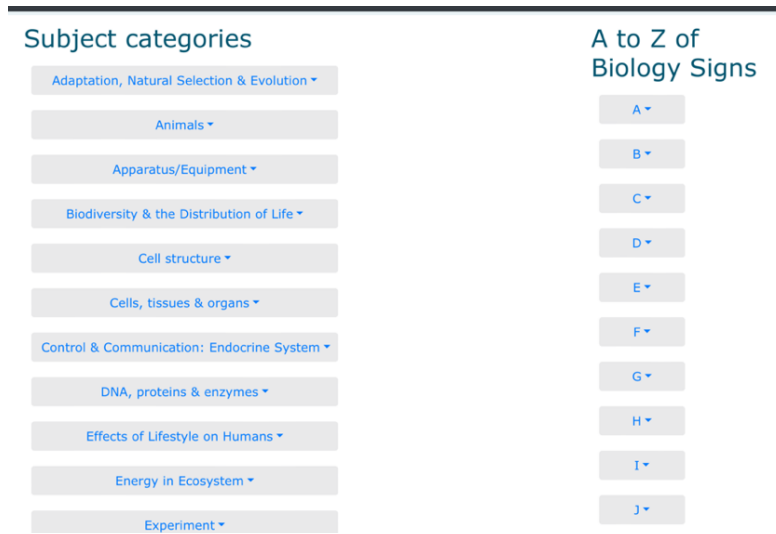 Subject categories
Adaptation, Natural Selection & Evolution
Animals
Apparatus/Equipment
Biodiversity & the Distribution of Life
Cell structure
Cells, tissues & organs
Control & Communication: Endocrine System
DNA, proteins & enzymes
Effects of Lifestyle on Humans
Energy in Ecosystem
Experiment
A to Z of
Biology Signs
A
B
C
D
E
F
G
H
I
J